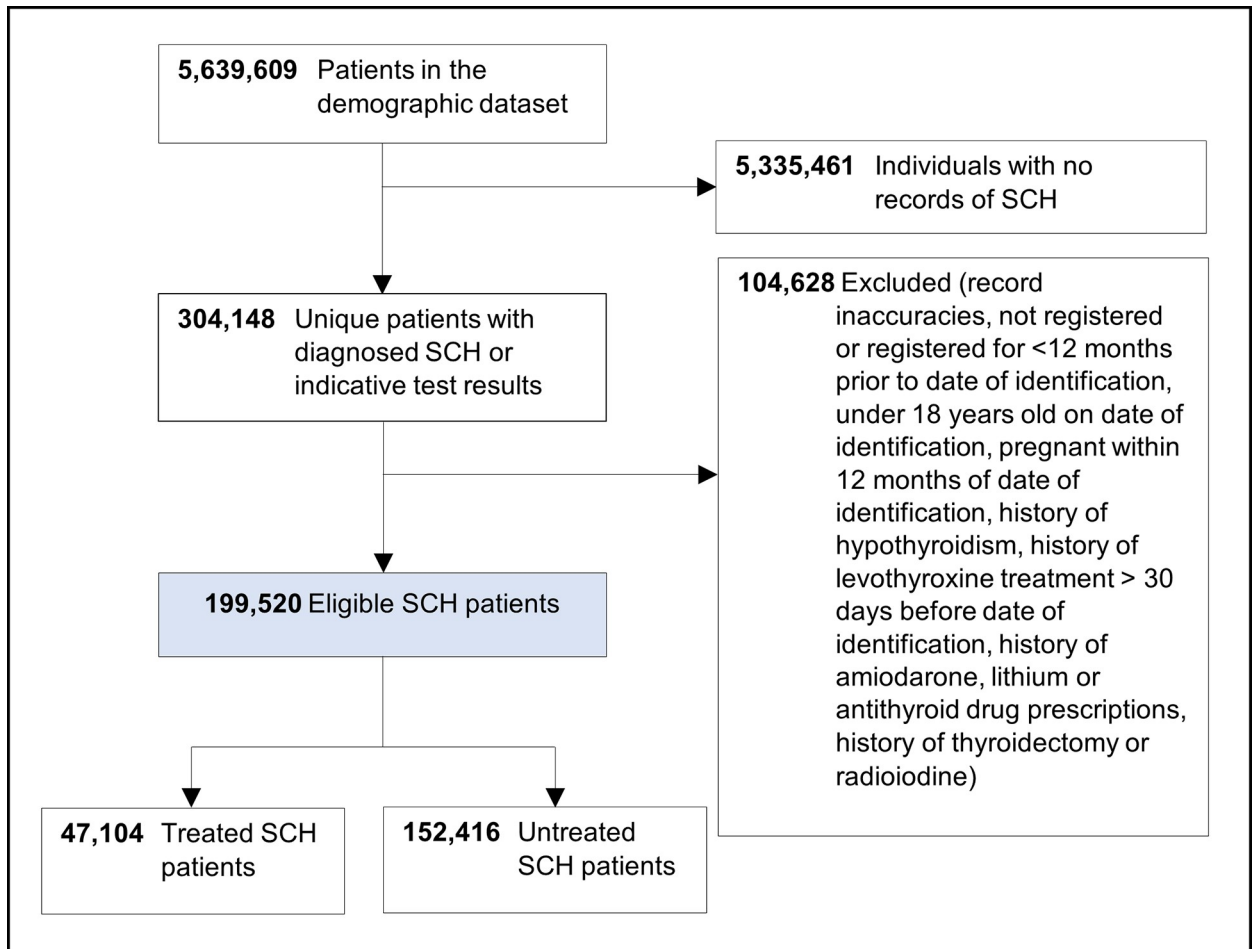 5,639,609 Patients in the
demographic dataset
5,335,461 Individuals with no
records of SCH
304,148 Unique patients with
diagnosed SCH or
indicative test results
104,628 Excluded (record
inaccuracies, not registered
or registered for <12 months
prior to date of identification,
under 18 years old on date of
identification, pregnant within
12 months of date of
identification, history of
hypothyroidism, history of
levothyroxine treatment > 30
days before date of
identification, history of
amiodarone, lithium or
antithyroid drug prescriptions,
history of thyroidectomy or
radioiodine)
199,520 Eligible SCH patients
47,104 Treated SCH
patients
152,416 Untreated
SCH patients